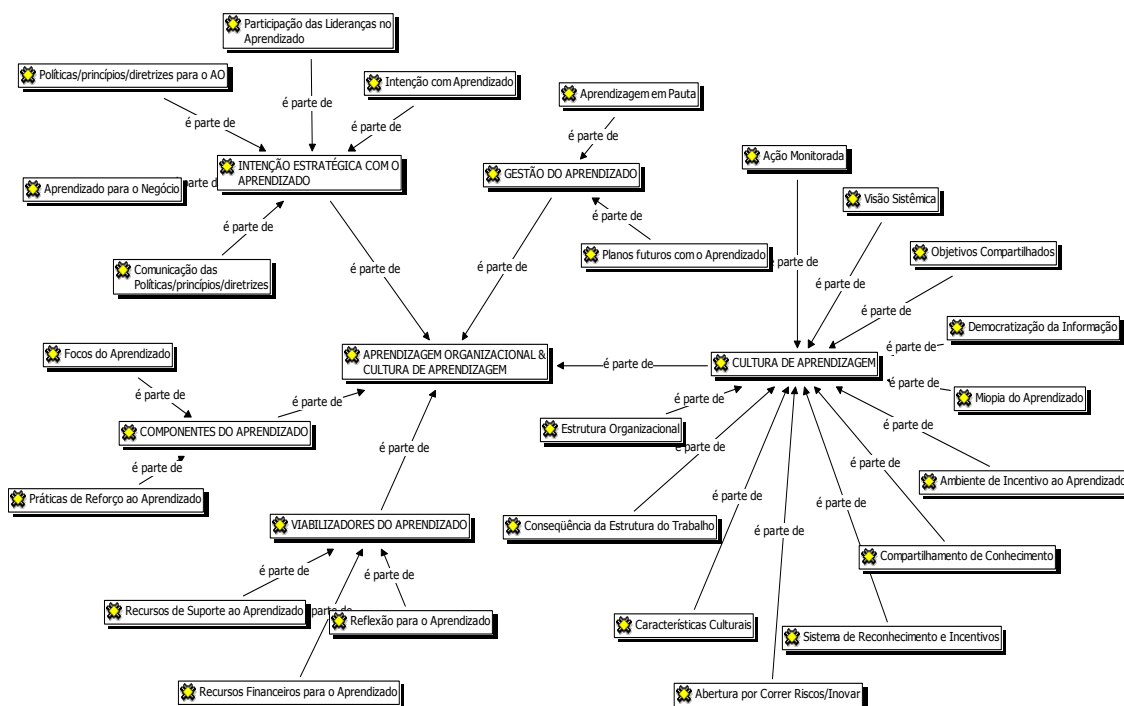 Participação das Lideranças no
Aprendizado
Políticas/princípios/diretrizes para o AO
Intenção com Aprendizado
Aprendizagem em Pauta
é parte de
é parte de
é parte de
é parte de
Ação Monitorada
INTENÇÃO ESTRATÉGICA COM O
APRENDIZADO
GESTÃO DO APRENDIZADO
Aprendizado para o Negócio
é parte de
Visão Sistêmica
é parte de
é parte de
Comunicação das
Políticas/princípios/diretrizes
Planos futuros com o Aprendizado
Objetivos Compartilhados
é parte de
é parte de
é parte de
é parte de
é parte de
Democratização da Informação
é parte de
Focos do Aprendizado
APRENDIZAGEM ORGANIZACIONAL &
CULTURA DE APRENDIZAGEM
é parte de
CULTURA DE APRENDIZAGEM
é parte de
é parte de
é parte de
é parte de
Miopia do Aprendizado
COMPONENTES DO APRENDIZADO
Estrutura Organizacional
é parte de
é parte de
é parte de
é parte de
Práticas de Reforço ao Aprendizado
é parte de
Ambiente de Incentivo ao Aprendizado
é parte de
é parte de
VIABILIZADORES DO APRENDIZADO
Conseqüência da Estrutura do Trabalho
é parte de
Compartilhamento de Conhecimento
é parte de
é parte de
Recursos de Suporte ao Aprendizado
parte de
Reflexão para o Aprendizado
Características Culturais
Sistema de Reconhecimento e Incentivos
Recursos Financeiros para o Aprendizado
Abertura por Correr Riscos/Inovar